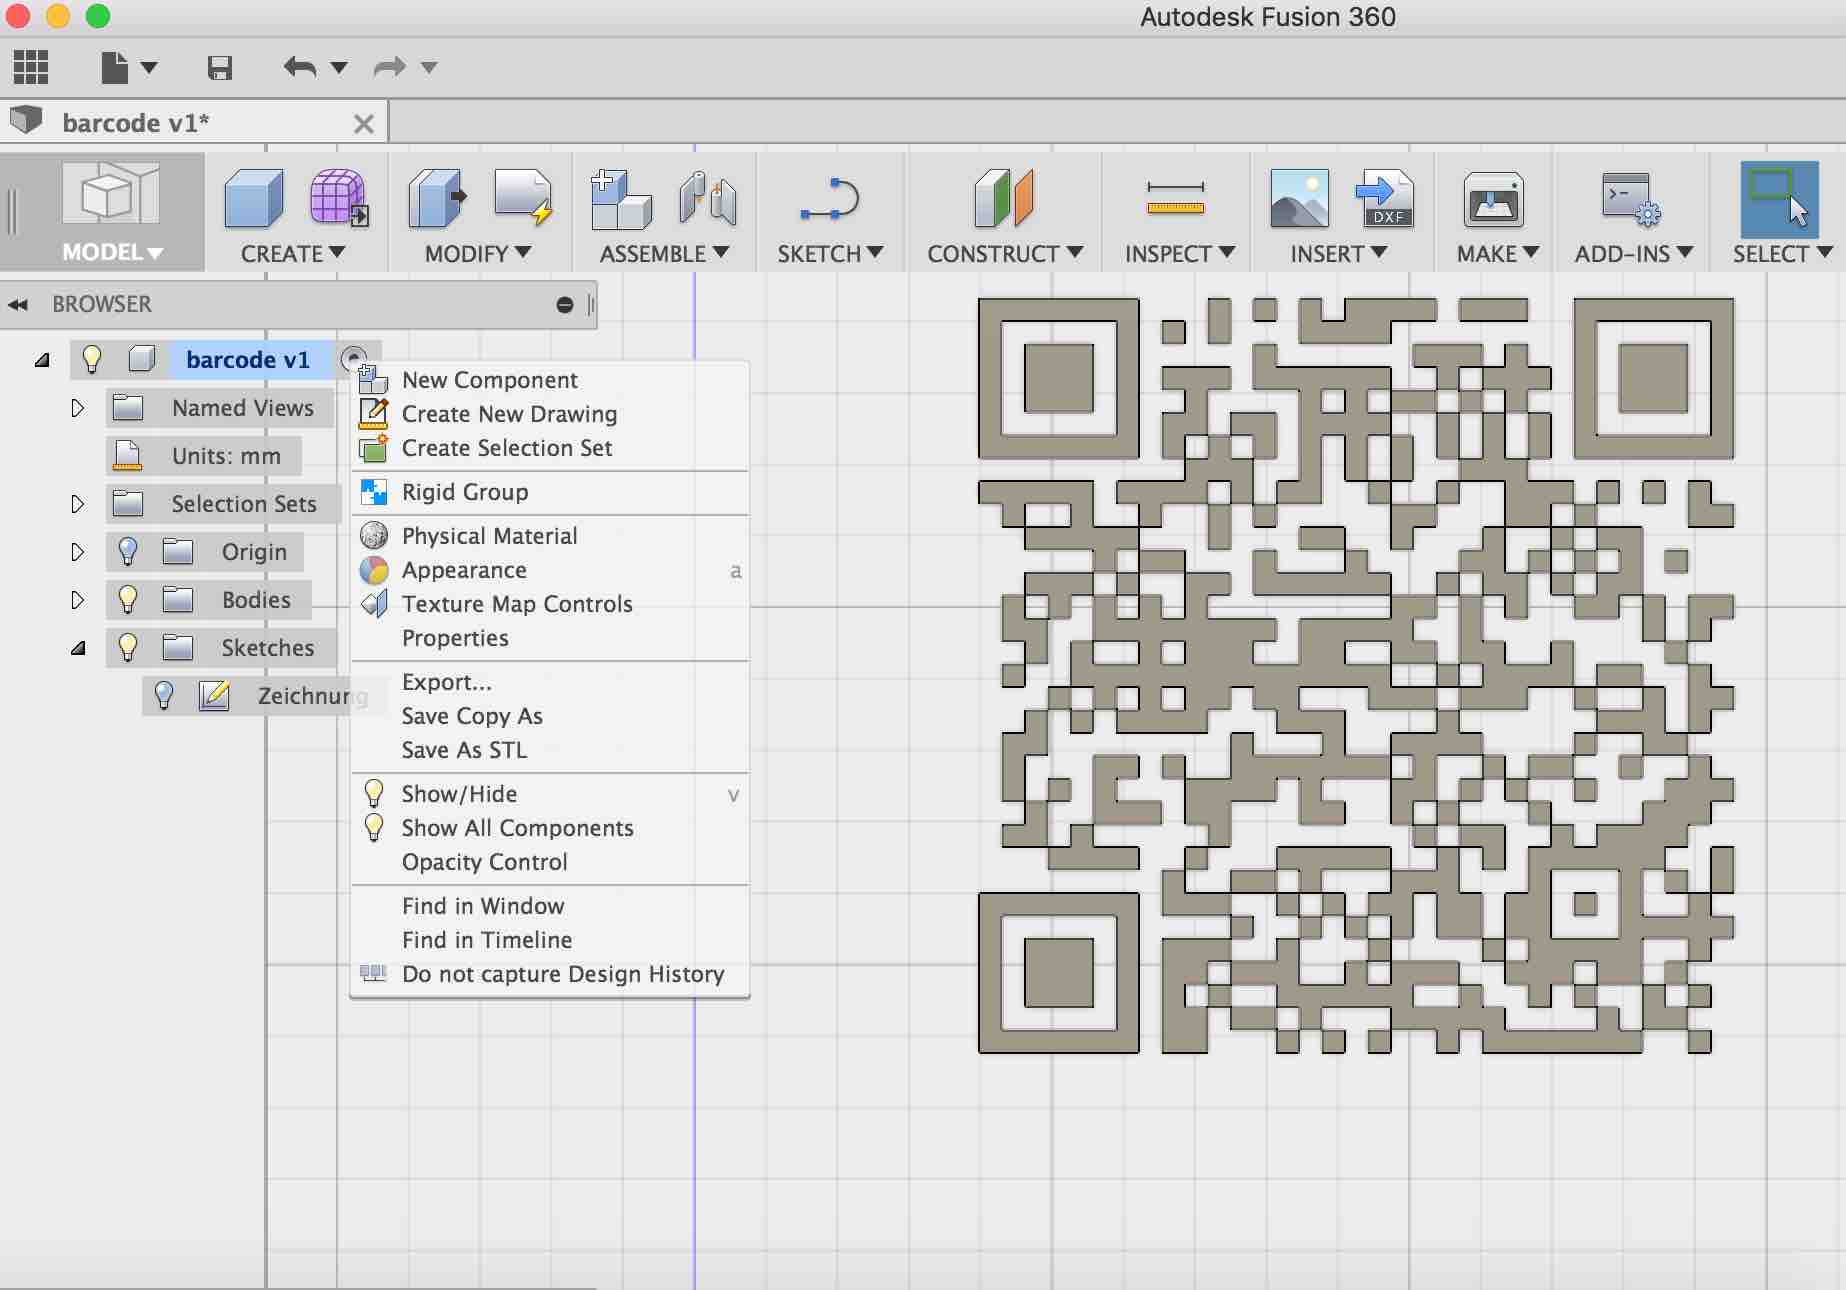 Autodesk Fusion 360
barcode v1*
MODEL
CREATE
MODIFY
ASSEMBLE
SKETCH
CONSTRUCT
INSPECT
DXF
INSERT
MAKE
ADD-INS
SELECT
BROWSER
barcode v1
Named Views
Units: mm
Selection Sets
Origin
Bodies
Sketches
Zeichnung
New Component
Create New Drawing
Create Selection Set
Rigid Group
Physical Material
Appearance a
Texture Map Controls
Properties
Export...
Save Copy As
Save As STL
Show/Hide v
Show All Components
Opacity Control
Find in Window
Find in Timeline
Do not capture Design History